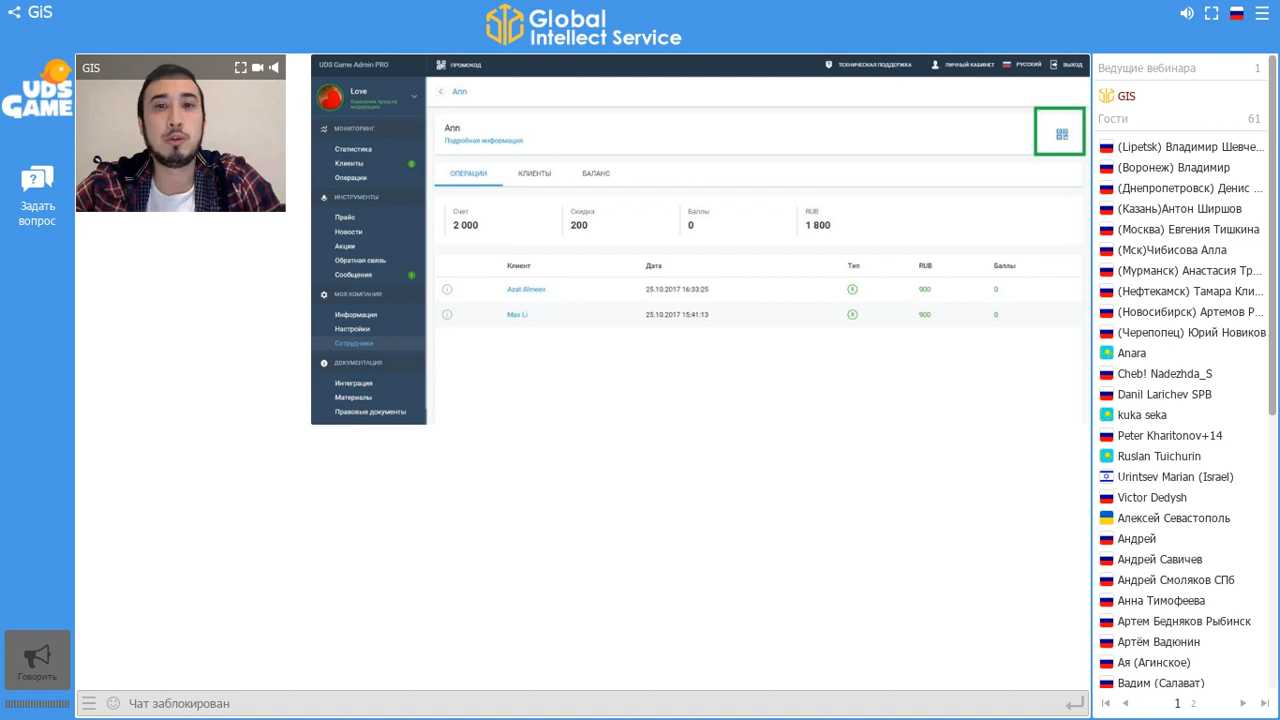 GiS
Global
Intellect Service
UDS
GAME
Задать
вопрос
Говорить
GIS
UDS Game Admin PRO
ПРОМОКОД
ТЕХНИЧЕСКАЯ ПОДДЕРЖКА
ЛИЧНЫЙ КАБИНЕТ
РУССКИЙ
ВЫХОД
Love
Компания прошла
модерацию
МОНИТОРИНГ
Статистика
Клиенты
Операции
ИНСТРУМЕНТЫ
Прайс
Новости
Акции
Обратная связь
Сообщения
МОЯ КОМПАНИЯ
Информация
Настройки
Сотрудники
ДОКУМЕНТАЦИЯ
Интеграция
Материалы
Правовые документы
Ann
Ann
Подробная информация
ОПЕРАЦИИ КЛИЕНТЫ БАЛАНС
Счет Скидка Баллы RUB
2 000 200 0 1 800
Клиент Дата Тип RUB Баллы
Azat Almeev 25.10.2017 16:33:25 900 0
Max Li 25.10.2017 15:41:13 900 0
Чат заблокирован
Ведущие вебинара 1
GIS
Гости 61
(Lipetsk) Владимир Шевче...
(Воронеж) Владимир
(Днепропетровск) Денис ...
(Казань)Антон Ширшов
(Москва) Евгения Тишкина
(Мск)Чибисова Алла
(Мурманск) Анастасия Тр...
(Нефтекамск) Тамара Кли...
(Новосибирск) Артенов Р...
(Череповец) Юрий Новиков
Anara
Cheb! Nadezhda_S
Danil Larichev SPB
kuka seka
Peter Kharitonov+14
Ruslan Tuichurin
Urintsev Marian (Israel)
Victor Dedysh
Алексей Севастополь
Андрей
Андрей Савичев
Андрей Смоляков СПб
Анна Тимофеева
Артем Бедняков Рыбинск
Артём Вадюнин
Ая (Агинское)
Вадим (Салават)
1 2